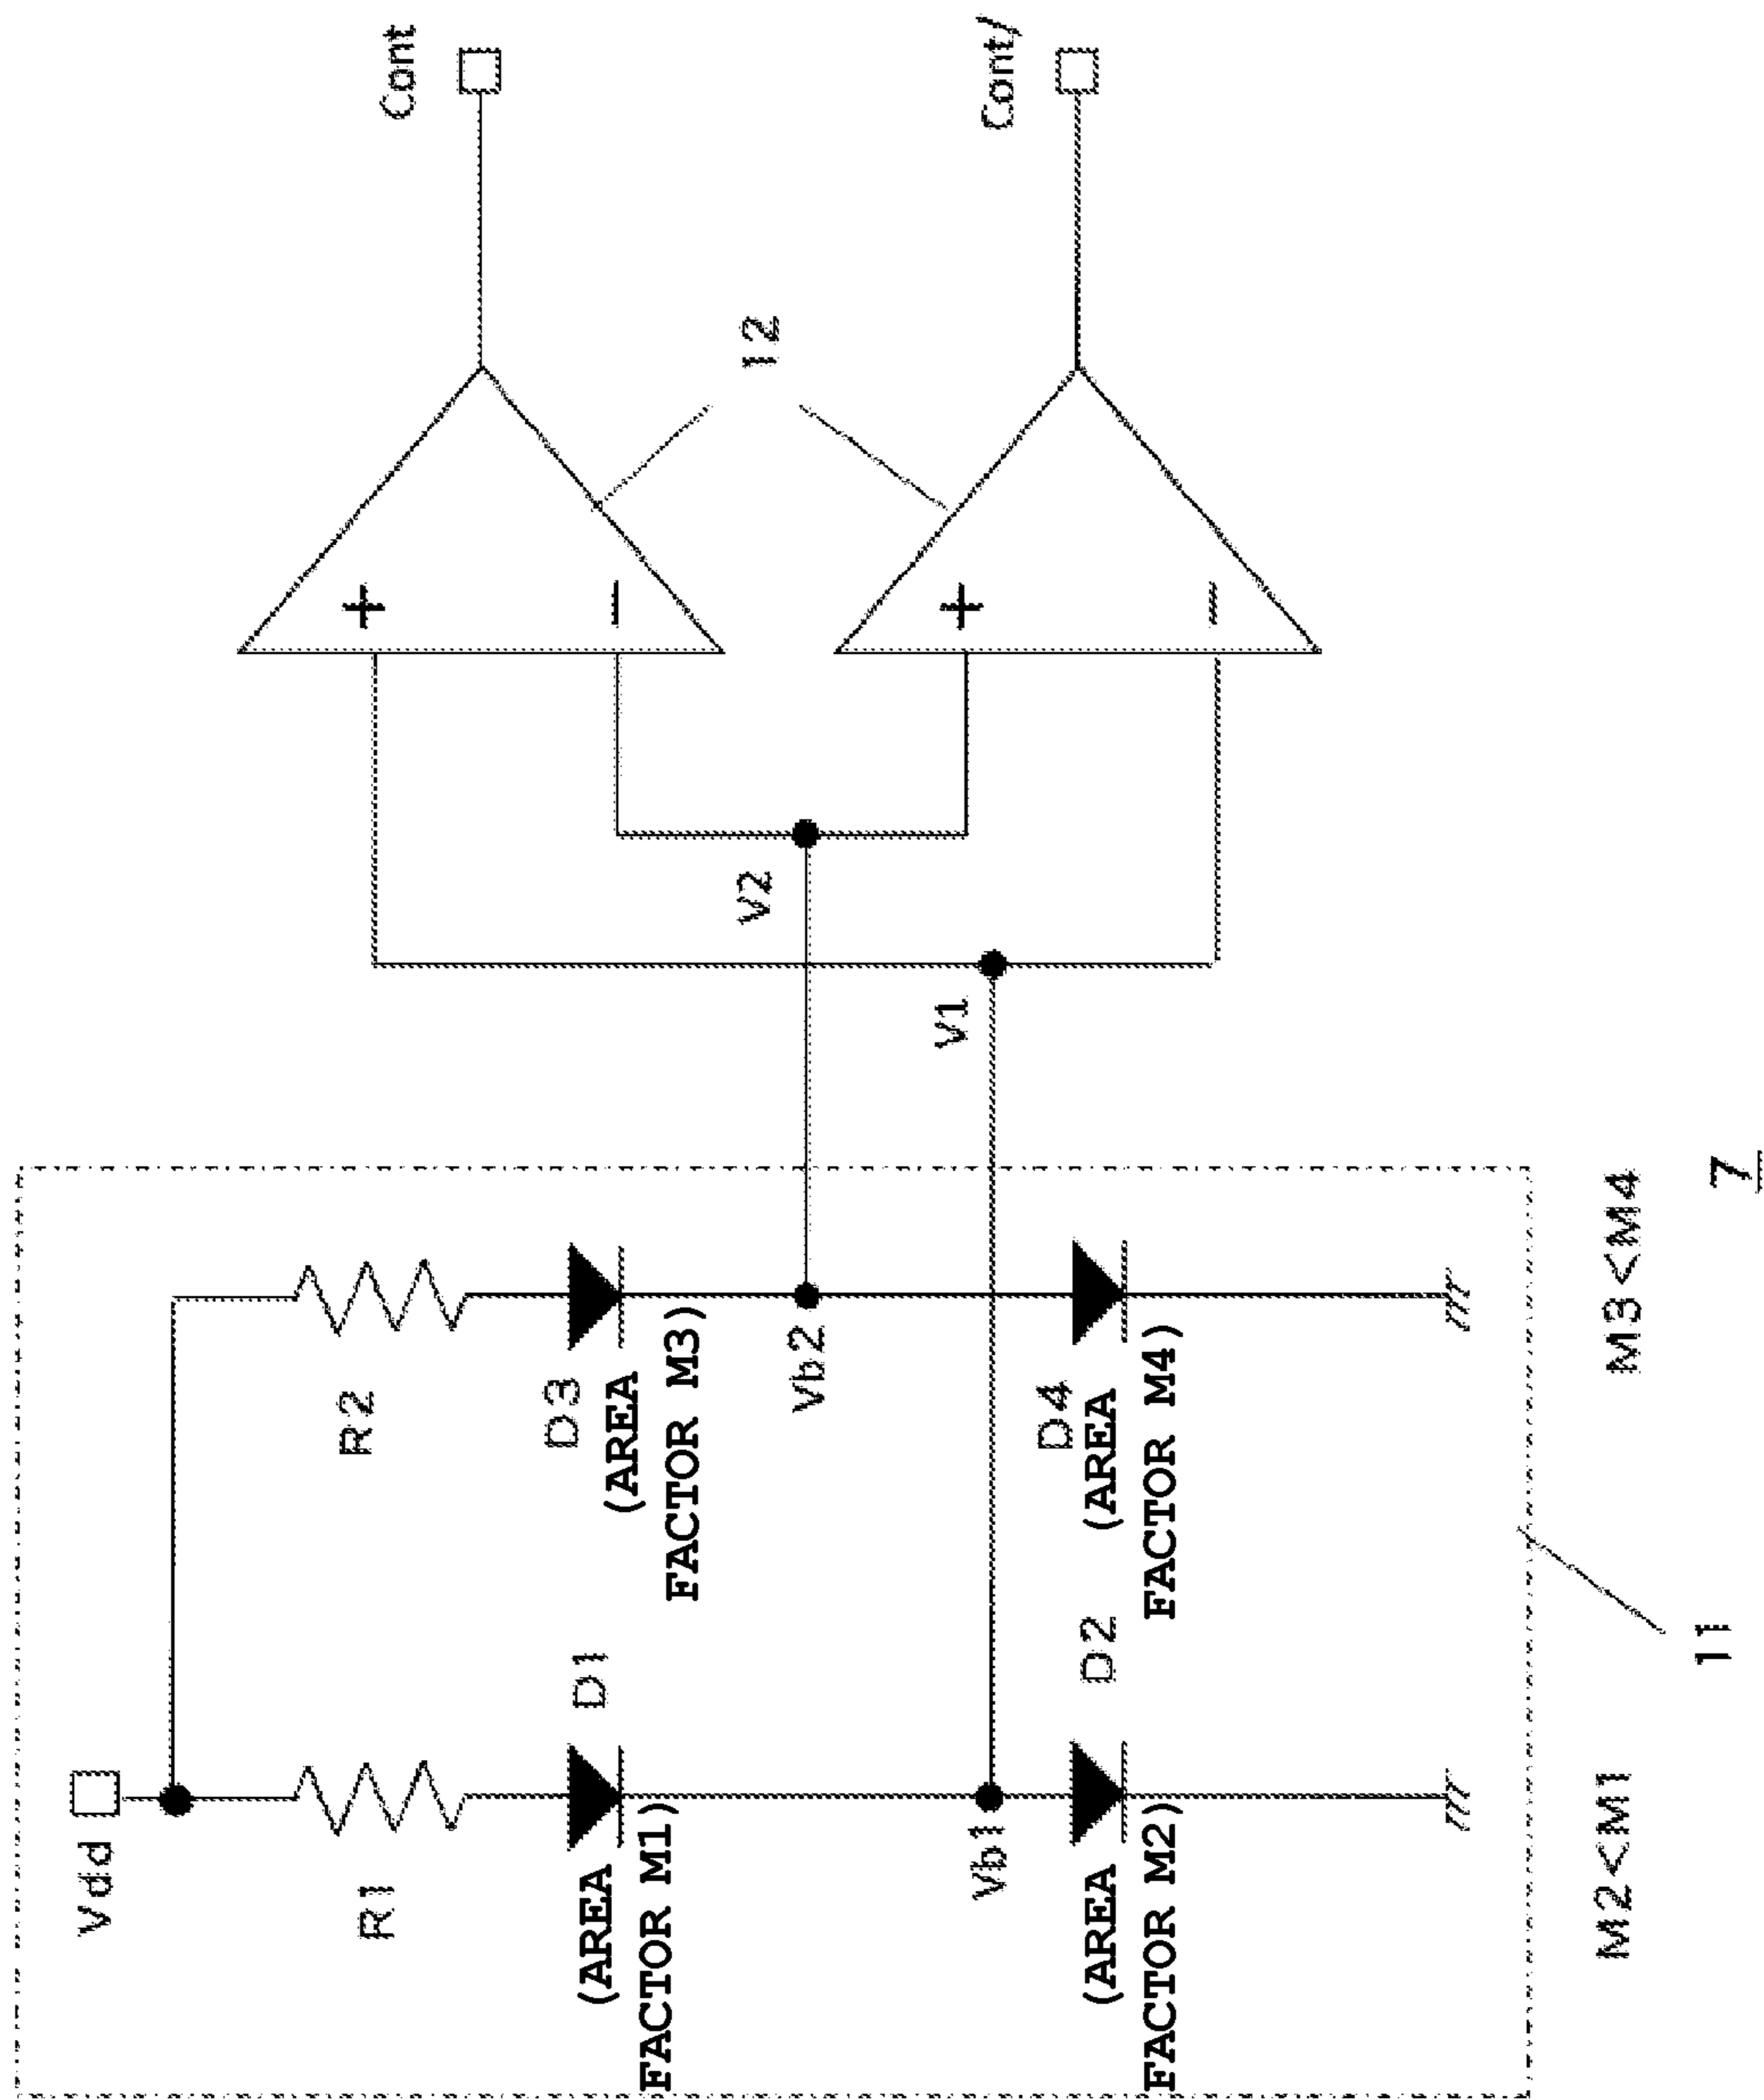 Vdd
R1
R2
D1
(AREA
FACTOR M1)
D3
(AREA
FACTOR M3)
Vb1
Vb2
D2
(AREA
FACTOR M2)
D4
(AREA
FACTOR M4)
M2<M1
M3<M4
11
V1
V2
+
−
+
−
12
Cont
Cont/
7